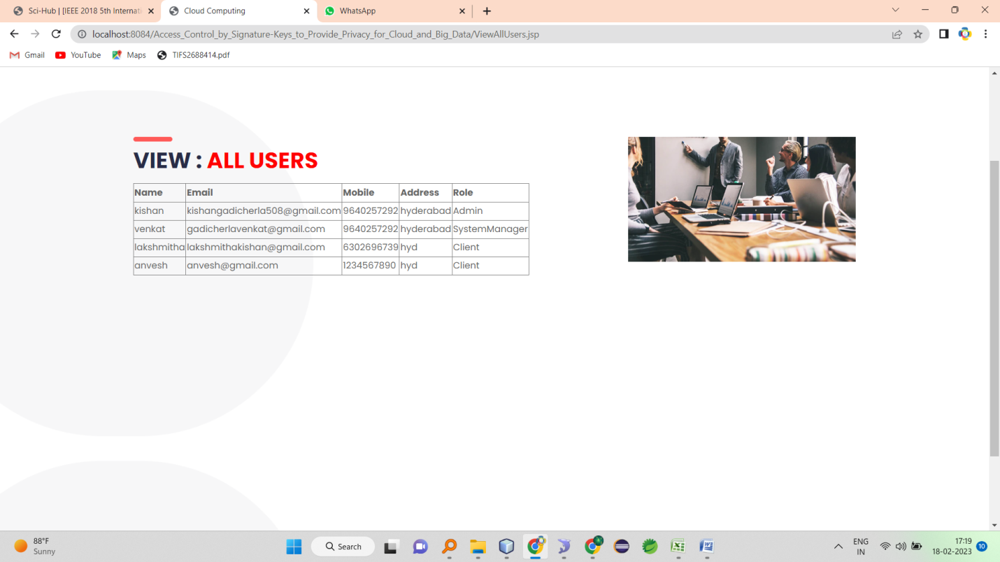 Sci-Hub | [IEEE 2018 5th Internati
Cloud Computing
WhatsApp
localhost:8084/Access_Control_by_Signature-Keys_to_Provide_Privacy_for_Cloud_and_Big_Data/ViewAllUsers.jsp
Gmail YouTube Maps TIFS2688414.pdf
VIEW : ALL USERS
Name Email Mobile Address Role
kishan kishangadicherla508@gmail.com 9640257292 hyderabad Admin
venkat gadicherlavenkat@gmail.com 9640257292 hyderabad SystemManager
lakshmitha lakshmithakishan@gmail.com 6302696739 hyd Client
anvesh anvesh@gmail.com 1234567890 hyd Client
88°F
Sunny
Search
ENG
IN
17:19
18-02-2023
10